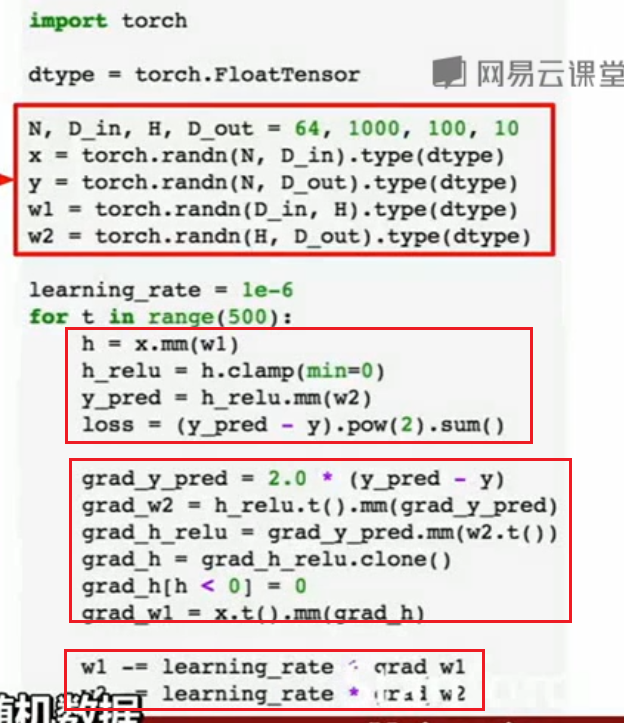 import torch
dtype = torch.FloatTensor
网易云课堂
N, D_in, H, D_out = 64, 1000, 100, 10
x = torch.randn(N, D_in).type(dtype)
y = torch.randn(N, D_out).type(dtype)
w1 = torch.randn(D_in, H).type(dtype)
w2 = torch.randn(H, D_out).type(dtype)
learning_rate = 1e-6
for t in range(500):
h = x.mm(w1)
h_relu = h.clamp(min=0)
y_pred = h_relu.mm(w2)
loss = (y_pred - y).pow(2).sum()
grad_y_pred = 2.0 * (y_pred - y)
grad_w2 = h_relu.t().mm(grad_y_pred)
grad_h_relu = grad_y_pred.mm(w2.t())
grad_h = grad_h_relu.clone()
grad_h[h < 0] = 0
grad_w1 = x.t().mm(grad_h)
w1 -= learning_rate * grad_w1
learning_rate * grad_w2
机数据